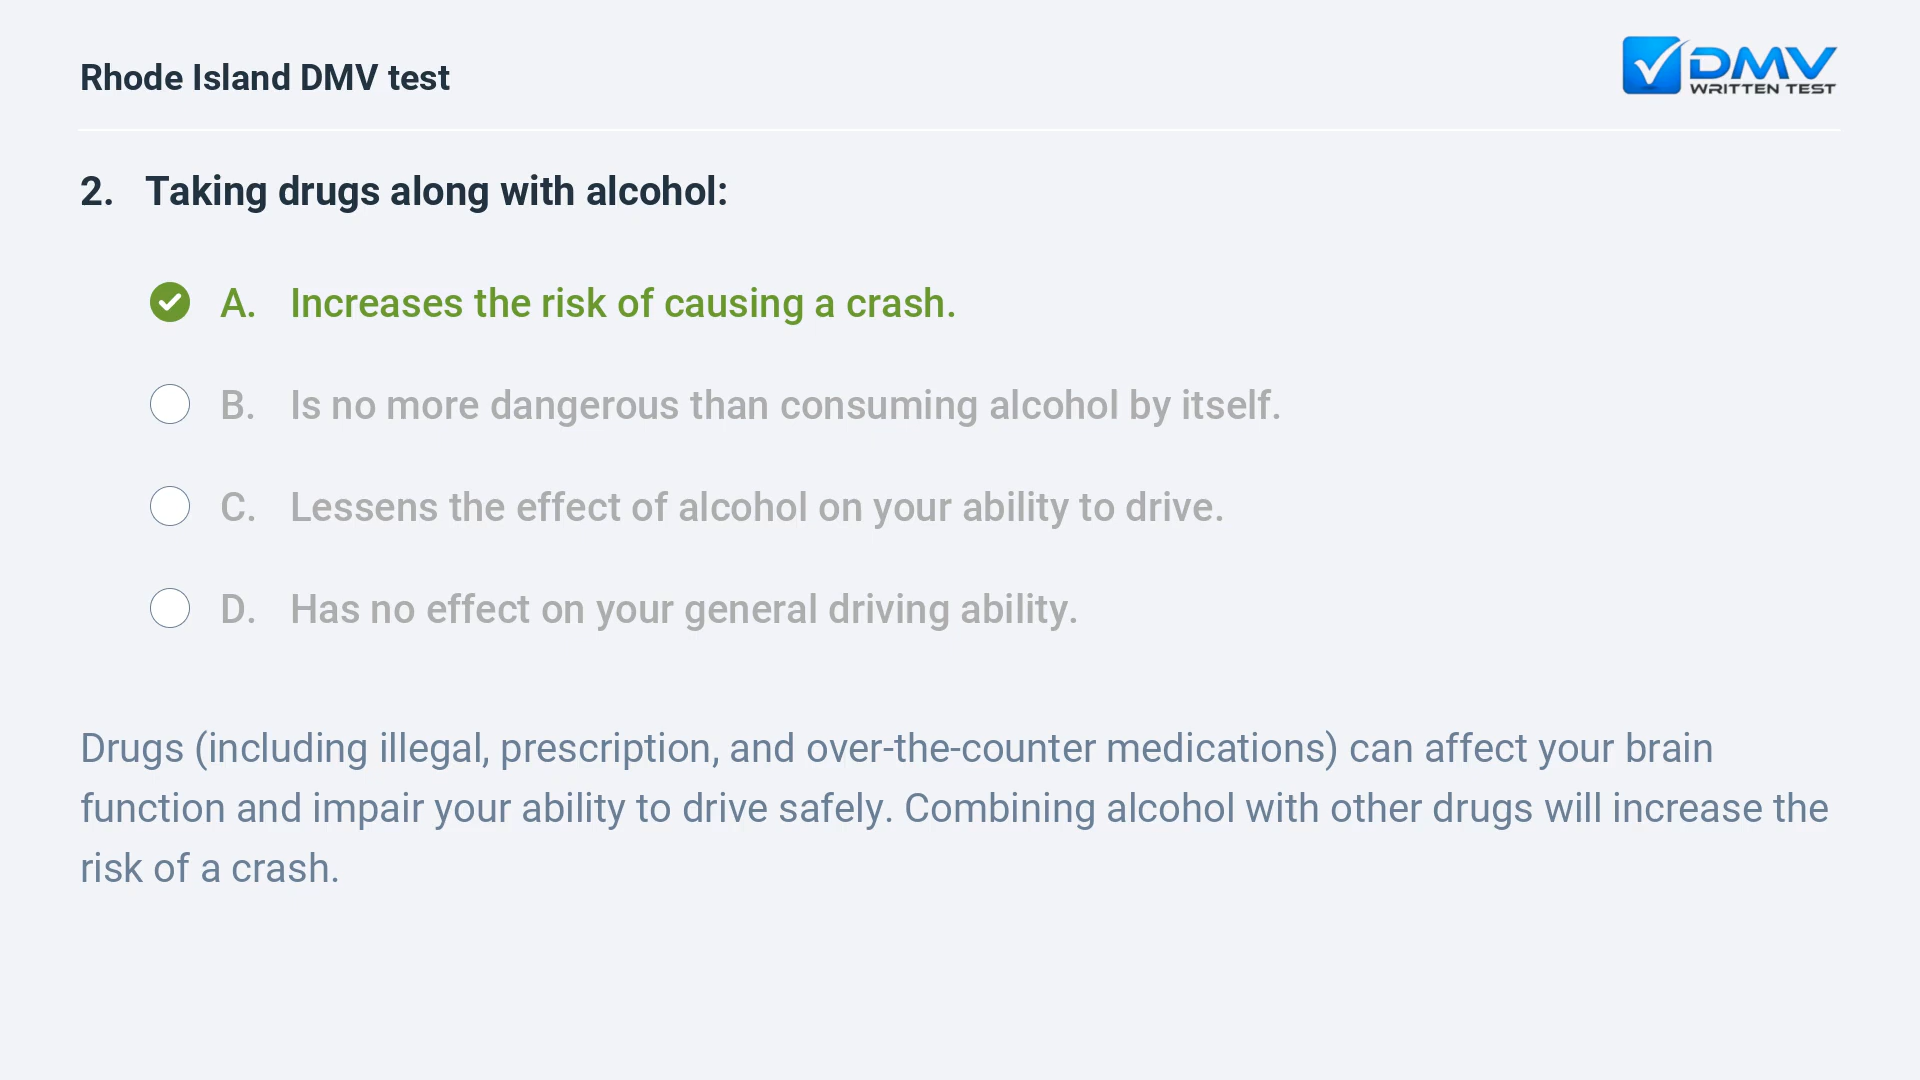 Rhode Island DMV test
DMV
WRITTEN TEST
2. Taking drugs along with alcohol:
A. Increases the risk of causing a crash.
B. Is no more dangerous than consuming alcohol by itself.
C. Lessens the effect of alcohol on your ability to drive.
D. Has no effect on your general driving ability.
Drugs (including illegal, prescription, and over-the-counter medications) can affect your brain
function and impair your ability to drive safely. Combining alcohol with other drugs will increase the
risk of a crash.